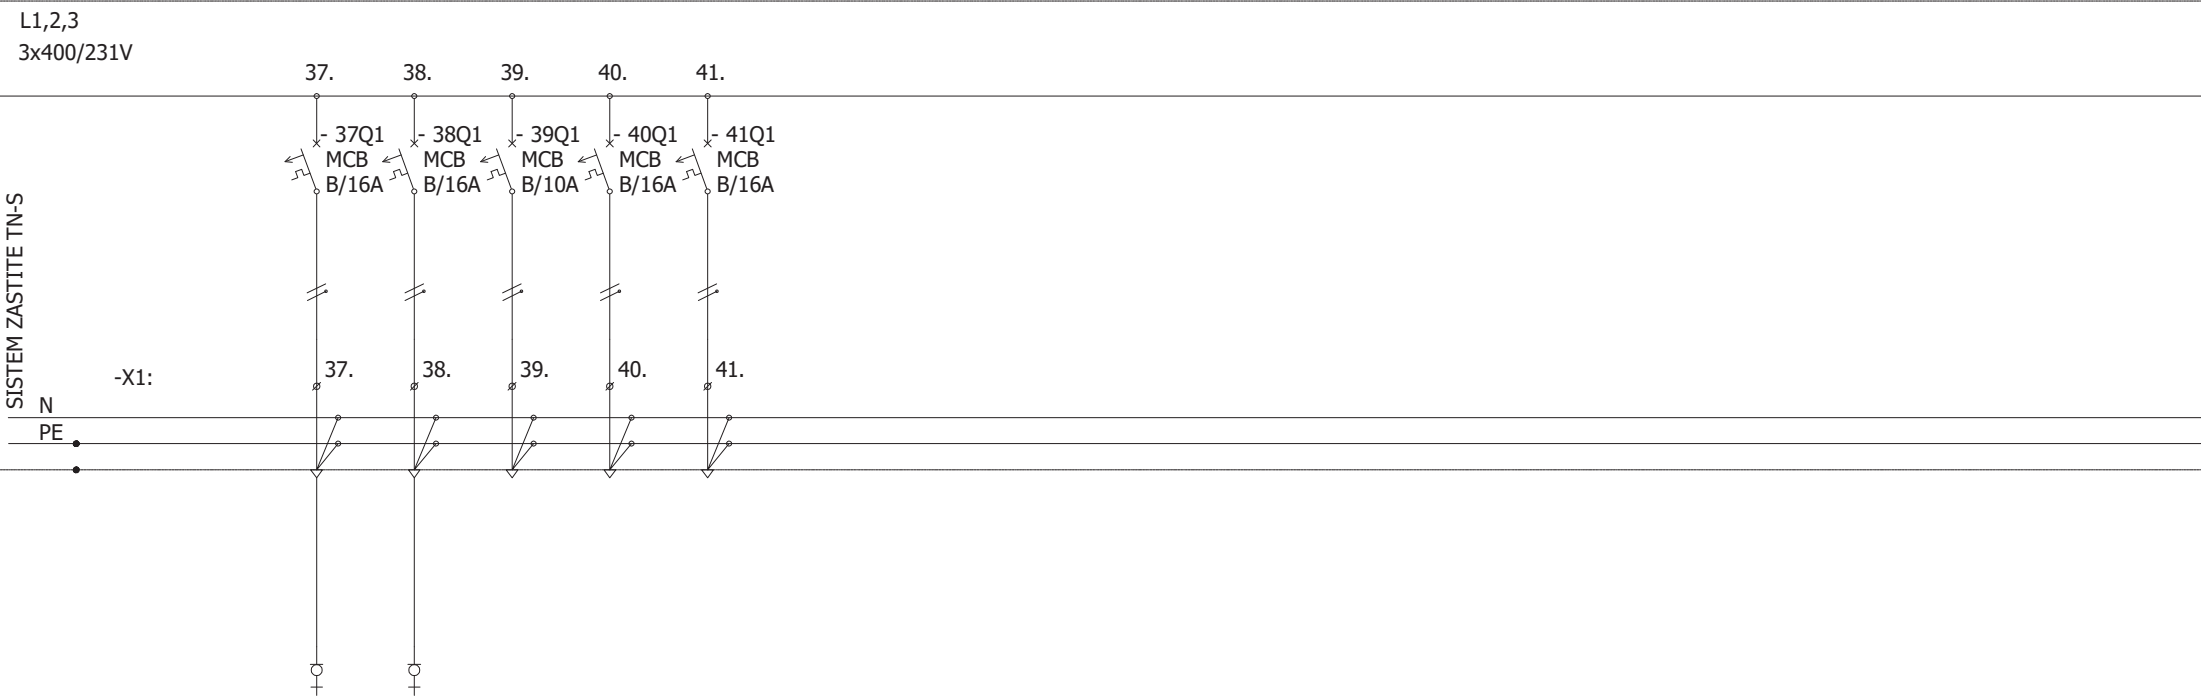 L1,2,3
3x400/231V
37. 38. 39. 40. 41.
- 37Q1
MCB
B/16A
- 38Q1
MCB
B/16A
- 39Q1
MCB
B/10A
- 40Q1
MCB
B/16A
- 41Q1
MCB
B/16A
SISTEM ZASTITE TN-S
-X1:
37. 38. 39. 40. 41.
N
PE